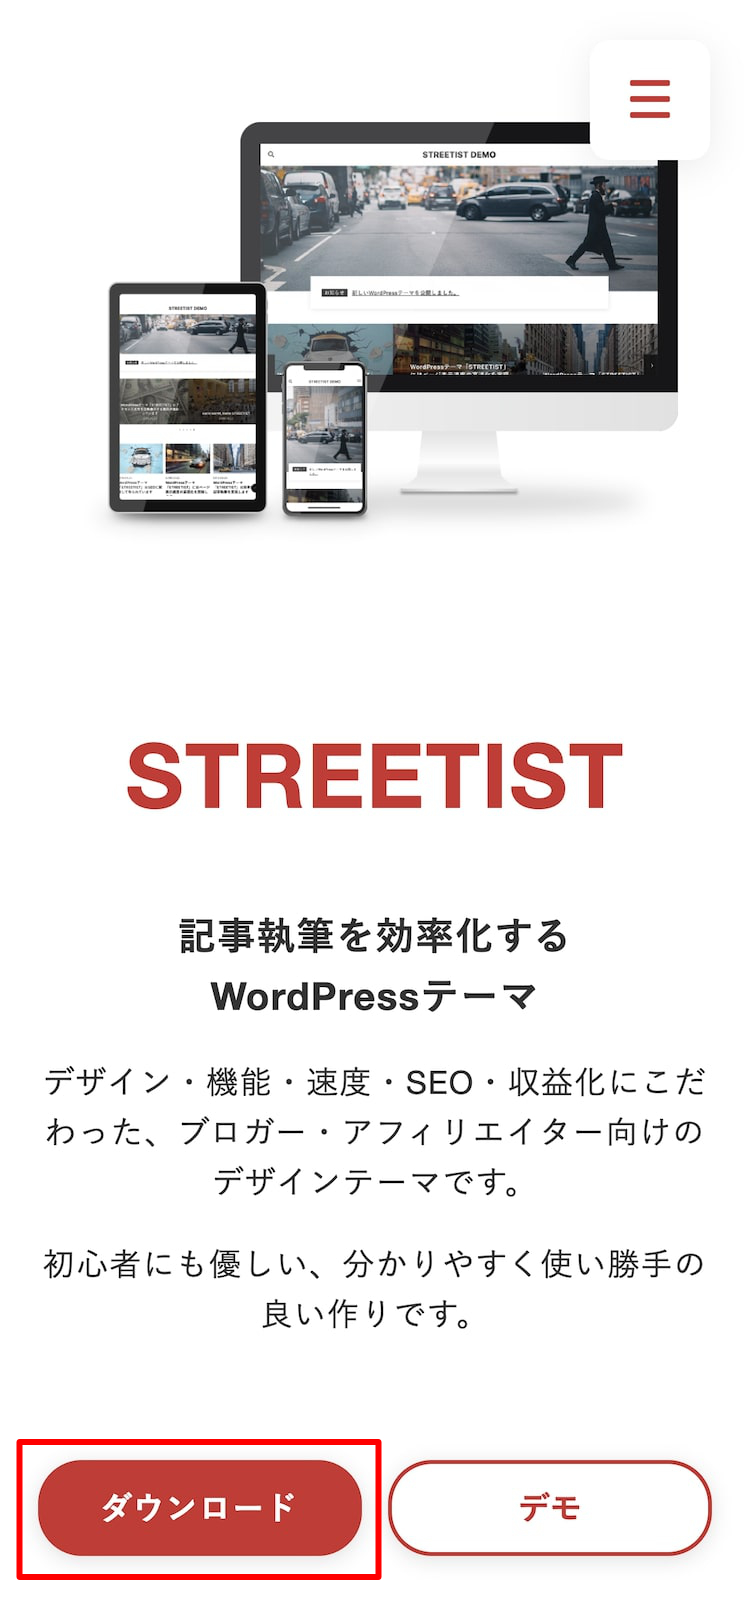 STREETIST DEMO
お知らせ 新しいWordPressテーマを公開しました。
WordPressテーマ「STREETIST」
STREETIST DEMO
STREETIST DEMO
STREETIST
記事執筆を効率化する
WordPressテーマ
デザイン・機能・速度・SEO・収益化にこだ
わった、ブロガー・アフィリエイター向けの
デザインテーマです。
初心者にも優しい、分かりやすく使い勝手の
良い作りです。
ダウンロード
デモ